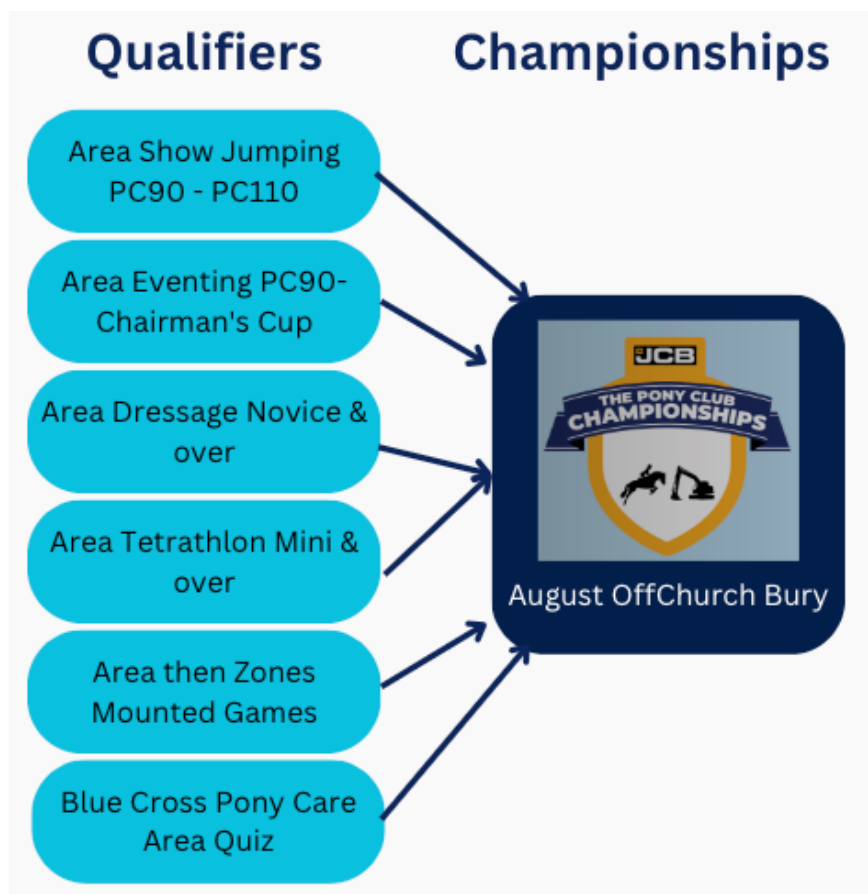 Qualifiers
Championships
Area Show Jumping
PC90 - PC110
Area Eventing PC90-
Chairman's Cup
Area Dressage Novice &
over
Area Tetrathlon Mini &
over
Area then Zones
Mounted Games
Blue Cross Pony Care
Area Quiz
JCB
THE PONY CLUB
CHAMPIONSHIPS
August OffChurch Bury